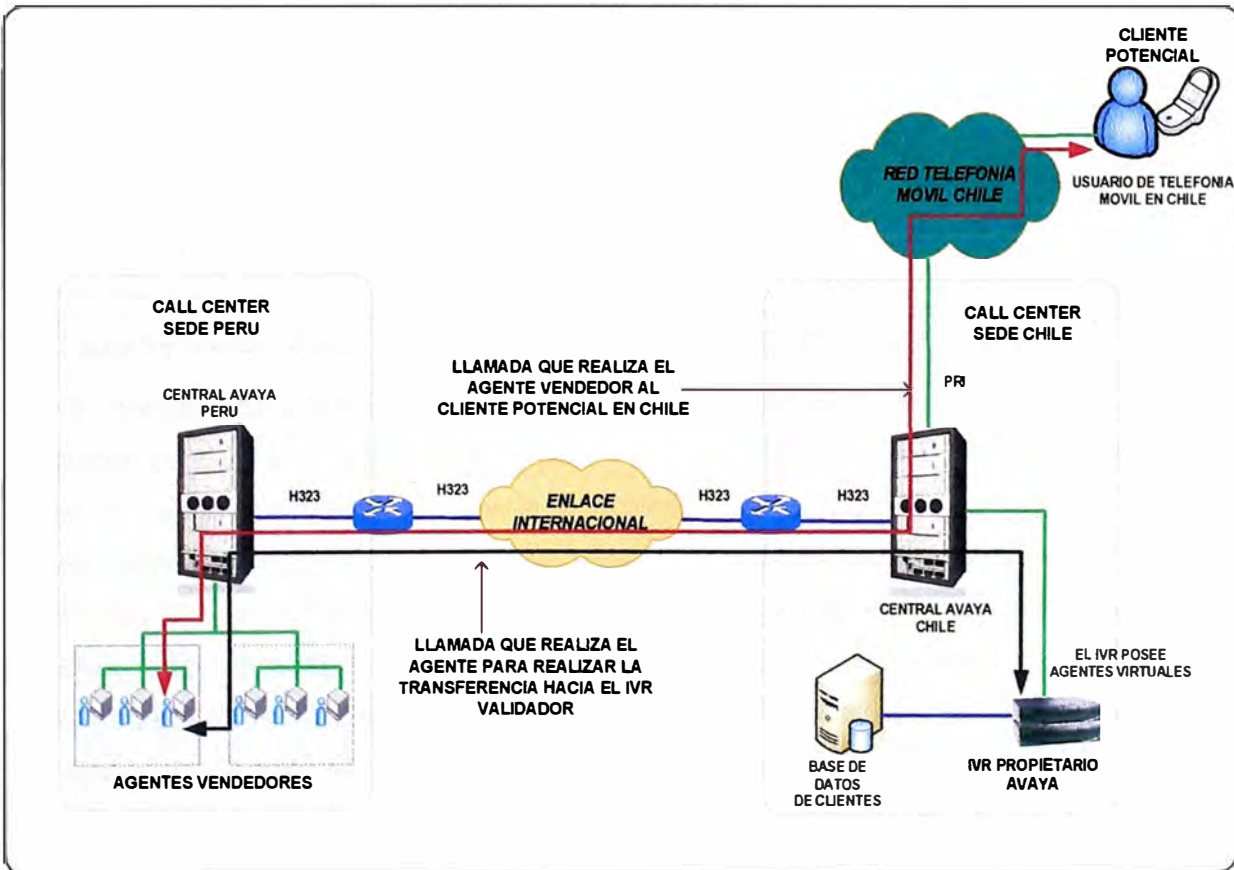 CLIENTE
POTENCIAL
RED TELEFONIA
MOVIL CHILE
USUARIO DE TELEFONIA
MOVIL EN CHILE
CALL CENTER
SEDE PERU
CALL CENTER
SEDE CHILE
LLAMADA QUE REALIZA EL
AGENTE VENDEDOR AL
CLIENTE POTENCIAL EN CHILE
PRI
CENTRAL AVAYA
PERU
H323
H323
ENLACE
INTERNACIONAL
H323
H323
CENTRAL AVAYA
CHILE
LLAMADA QUE REALIZA EL
AGENTE PARA REALIZAR LA
TRANSFERENCIA HACIA EL IVR
VALIDADOR
EL IVR POSEE
AGENTES VIRTUALES
AGENTES VENDEDORES
BASE DE
DATOS
DE CLIENTES
IVR PROPIETARIO
AVAYA